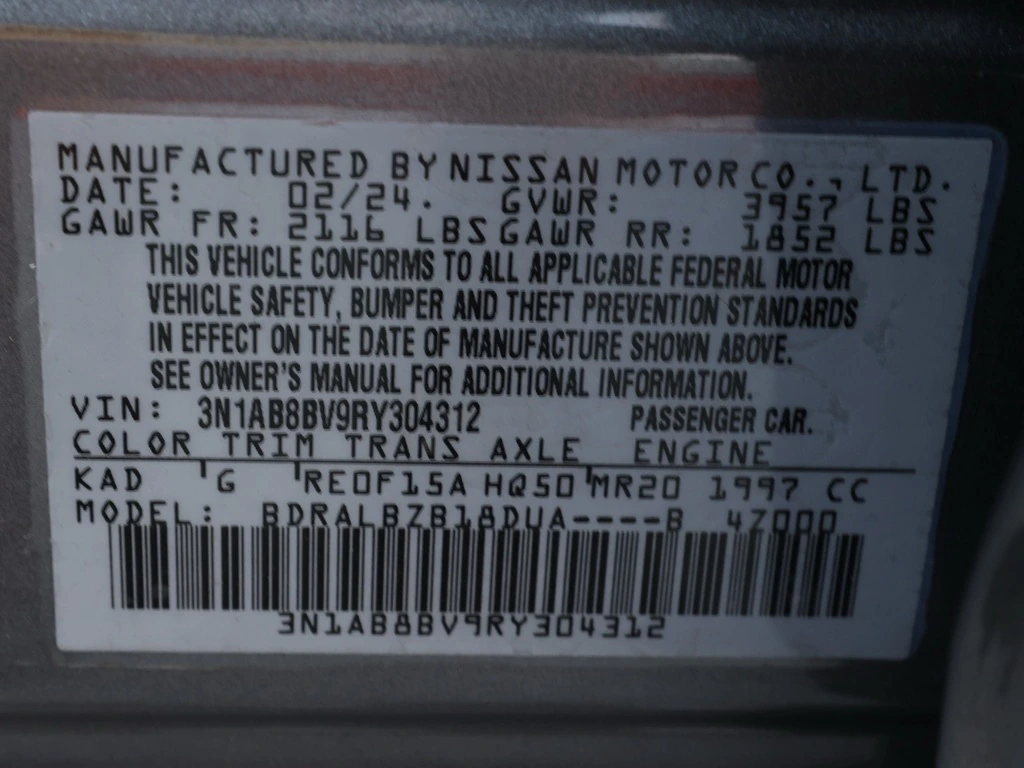 MANUFACTURED BY NISSAN MOTOR CO., LTD.
DATE: 02/24. GVWR: 3957 LBS
GAWR FR: 2116 LBS GAWR RR: 1852 LBS
THIS VEHICLE CONFORMS TO ALL APPLICABLE FEDERAL MOTOR
VEHICLE SAFETY, BUMPER AND THEFT PREVENTION STANDARDS
IN EFFECT ON THE DATE OF MANUFACTURE SHOWN ABOVE.
SEE OWNER'S MANUAL FOR ADDITIONAL INFORMATION.
VIN: 3N1AB8BV9RY304312 PASSENGER CAR.
COLOR TRIM TRANS AXLE ENGINE
KAD G RE0F15A HQ50 MR20 1997 CC
MODEL: BDRALBZB18DUA----B 4Z000
3N1AB8BV9RY304312